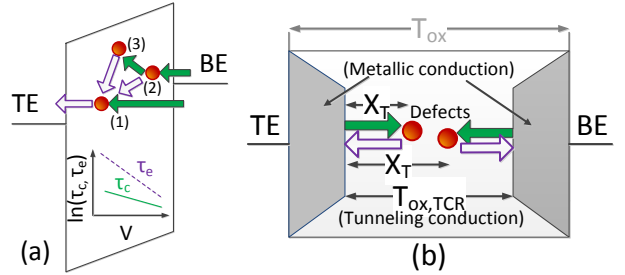 (3)
(2)
BE
TE
(1)
ln(τc, τe)
τe
τc
V
(a)
Tox
(Metallic conduction)
XT
Defects
TE
BE
XT
Tox,TCR
(Tunneling conduction)
(b)